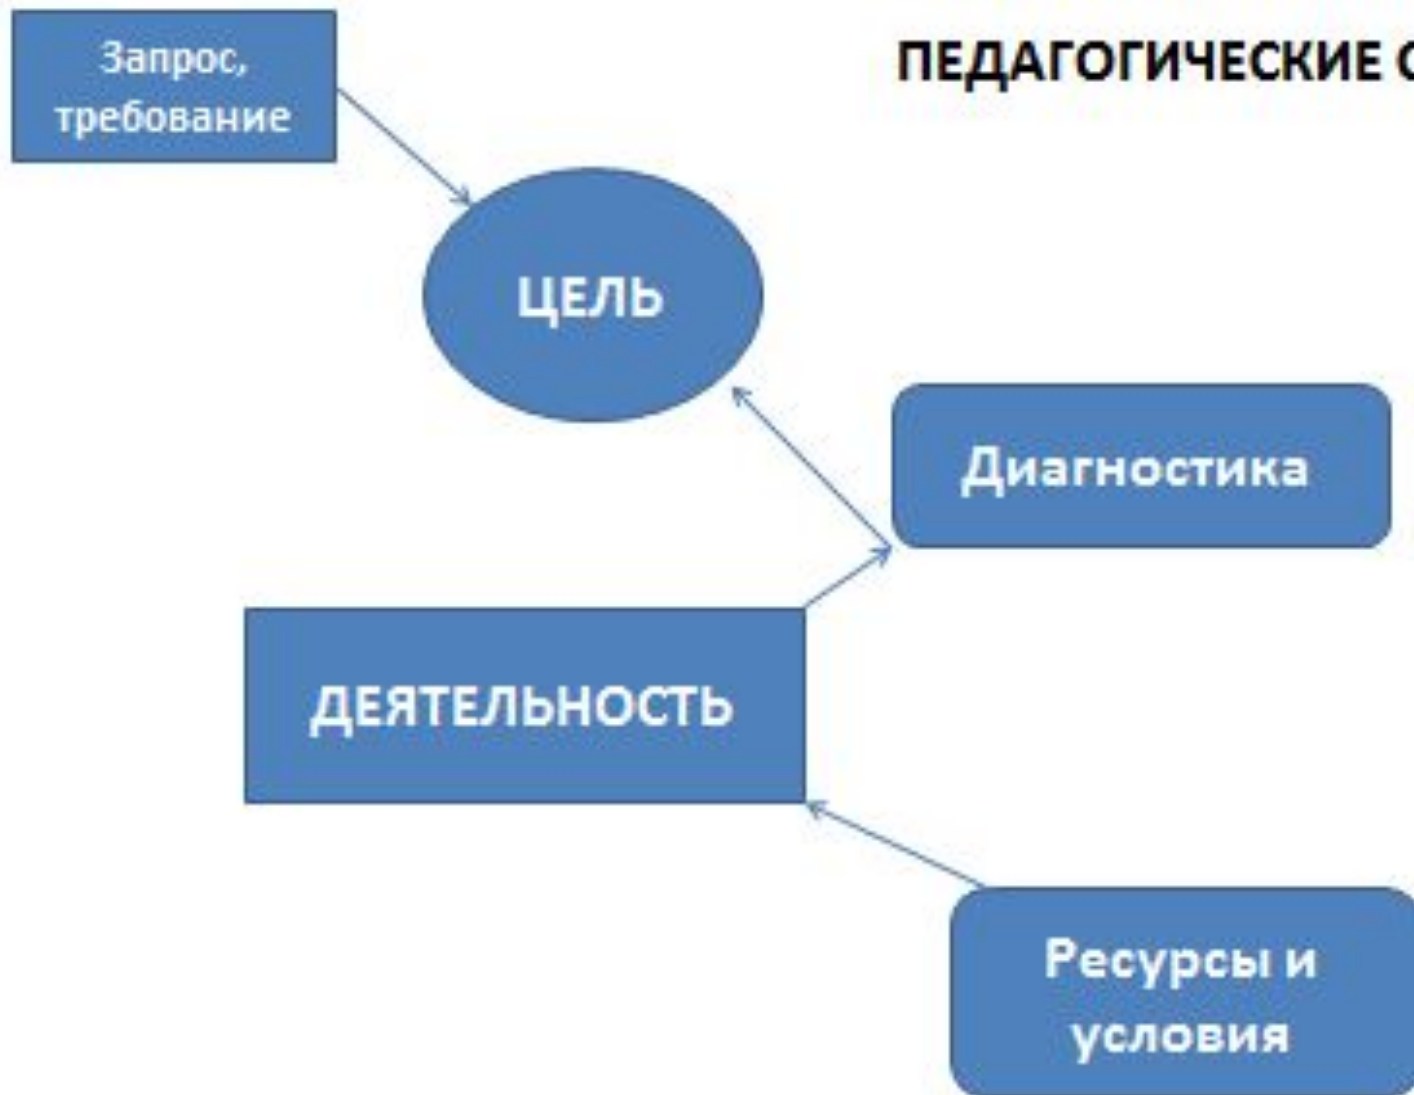 Запрос,
требование
ПЕДАГОГИЧЕСКИЕ
ЦЕЛЬ
Диагностика
ДЕЯТЕЛЬНОСТЬ
Ресурсы и
условия